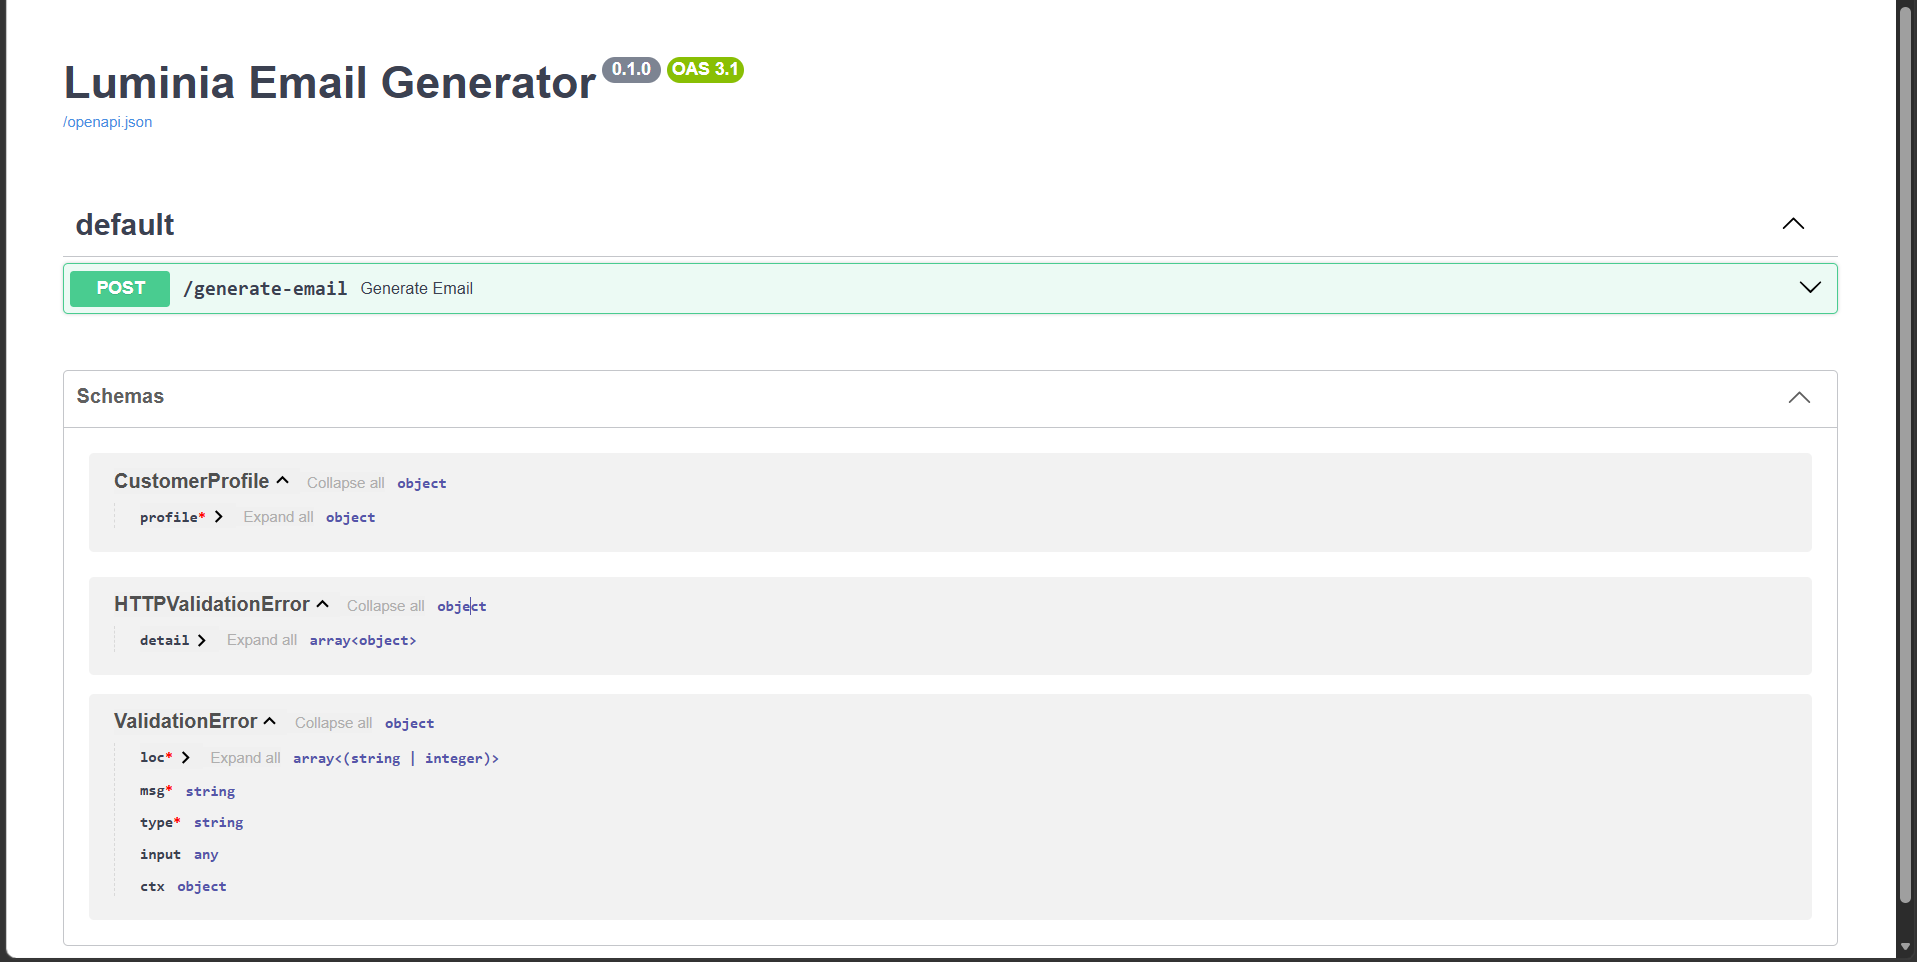 Luminia Email Generator 0.1.0 OAS 3.1
/openapi.json
default
POST /generate-email Generate Email
Schemas
CustomerProfile Collapse all object
profile* Expand all object
HTTPValidationError Collapse all object
detail Expand all array<object>
ValidationError Collapse all object
loc* Expand all array<(string | integer)>
msg* string
type* string
input any
ctx object